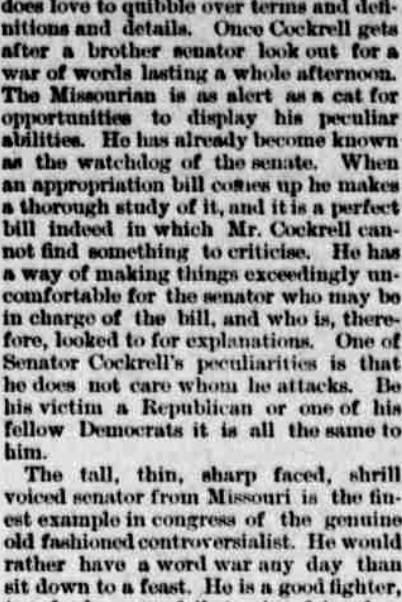 does love to quibble over terms and defi-
nitions and details. Once Cockrell gets
after a brother senator look out for a
war of words lasting a whole afternoon.
The Missourian is as alert as a cat for
opportunities to display his peculiar
abilities. He has already become known
as the watchdog of the senate. When
an appropriation bill comes up he makes
a thorough study of it, and it is a perfect
bill indeed in which Mr. Cockrell can-
not find something to criticise. He has
a way of making things exceedingly un-
comfortable for the senator who may be
in charge of the bill, and who is, there-
fore, looked to for explanations. One of
Senator Cockrell's peculiarities is that
he does not care whom he attacks. Be
his victim a Republican or one of his
fellow Democrats it is all the same to
him.
The tall, thin, sharp faced, shrill
voiced senator from Missouri is the fin-
est example in congress of the genuine
old fashioned controversialist. He would
rather have a word war any day than
sit down to a feast. He is a good fighter,